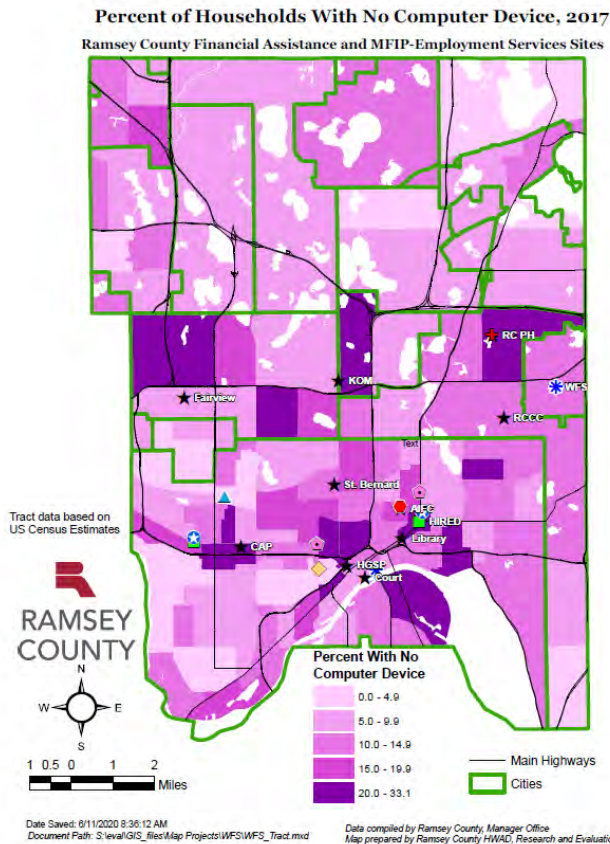 Percent of Households With No Computer Device, 2017
Ramsey County Financial Assistance and MFIP-Employment Services Sites
RC PH
KOM
WFS
Fairview
RCCC
Text
St. Bernard
AIFC
HIRED
Tract data based on
US Census Estimates
Library
CAP
HGSP
Court
RAMSEY
COUNTY
N
W E
S
Percent With No
Computer Device
0.0 - 4.9
5.0 - 9.9
10.0 - 14.9
15.0 - 19.9
20.0 - 33.1
Main Highways
Cities
1 0.5 0 1 2
Miles
Date Saved: 6/11/2020 8:36:12 AM
Document Path: S:\eval\GIS_files\Map Projects\WFS\WFS_Tract.mxd
Data compiled by Ramsey County, Manager Office
Map prepared by Ramsey County HWAD, Research and Evaluatio